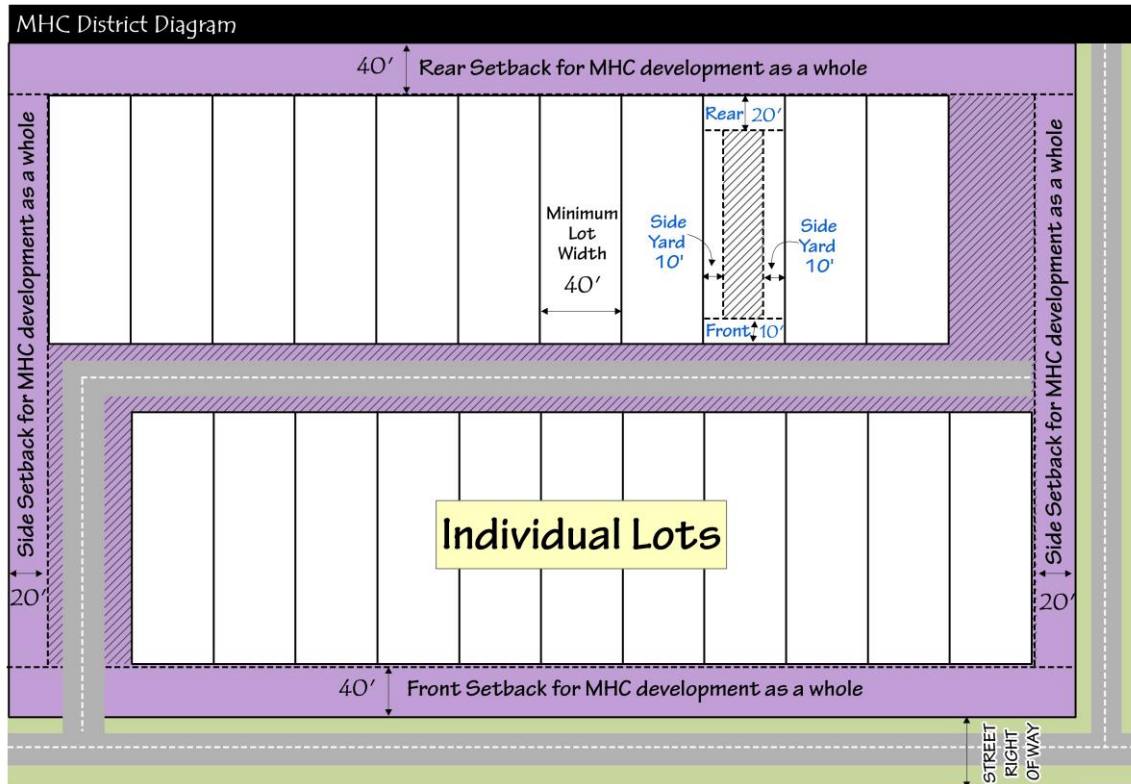 MHC District Diagram
40' Rear Setback for MHC development as a whole
Side Setback for MHC development as a whole
20'
Minimum
Lot
Width
40'
Rear 20'
Side
Yard
10'
Side
Yard
10'
Front 10'
Side Setback for MHC development as a whole
20'
Individual Lots
40' Front Setback for MHC development as a whole
STREET
RIGHT
OF WAY